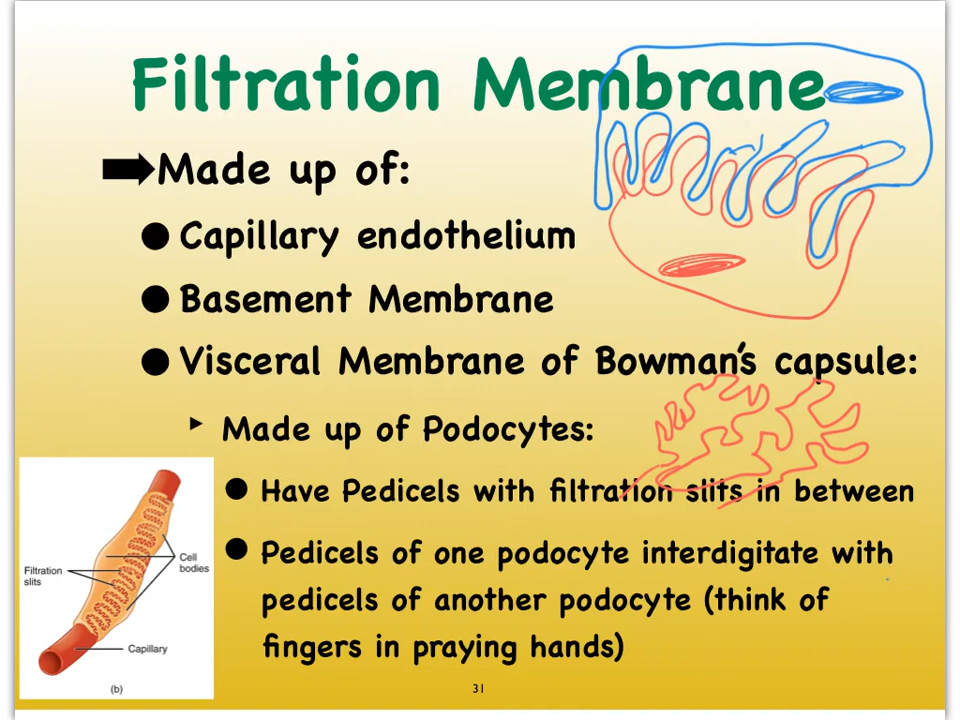 Filtration Membrane
Made up of:
Capillary endothelium
Basement Membrane
Visceral Membrane of Bowman's capsule:
Made up of Podocytes:
Have Pedicels with filtration slits in between
Pedicels of one podocyte interdigitate with
pedicels of another podocyte (think of
fingers in praying hands)
Filtration
slits
Cell
bodies
Capillary
(b)
31